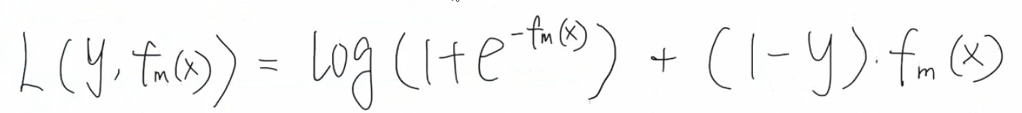 L(y, fₘ(x)) = log(1+e^{-fₘ(x)}) + (1-y)·fₘ(x)